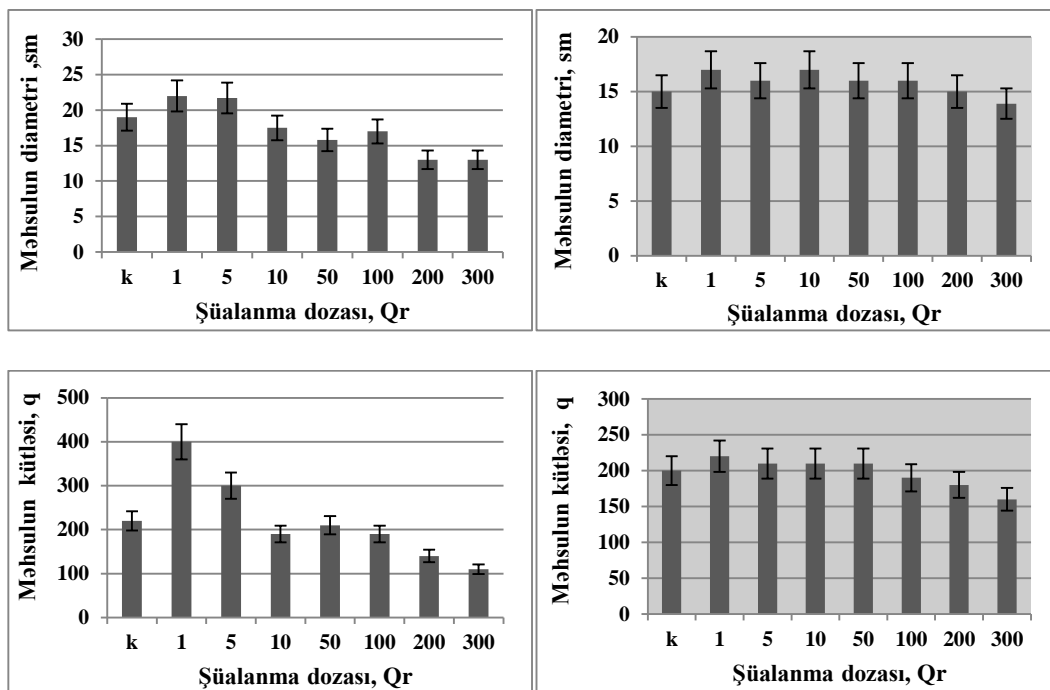 Məhsulun diametri ,sm
30
25
20
15
10
5
0
k 1 5 10 50 100 200 300
Şüalanma dozası, Qr
Məhsulun diametri, sm
20
15
10
5
0
k 1 5 10 50 100 200 300
Şüalanma dozası, Qr
Məhsulun kütləsi, q
500
400
300
200
100
0
k 1 5 10 50 100 200 300
Şüalanma dozası, Qr
Məhsulun kütləsi, q
300
250
200
150
100
50
0
k 1 5 10 50 100 200 300
Şüalanma dozası, Qr